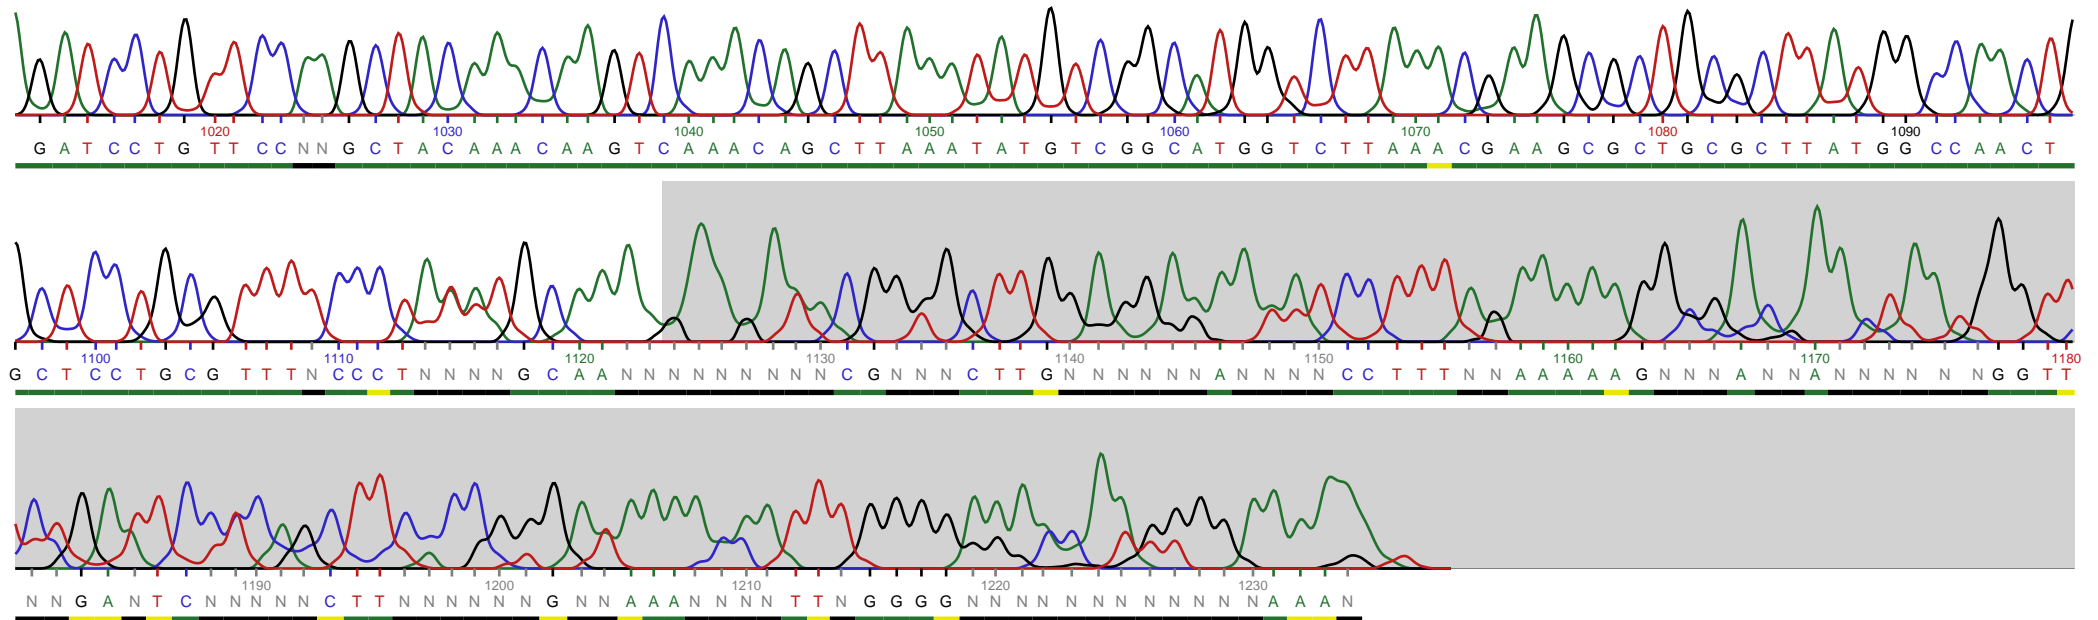 1020 1030 1040 1050 1060 1070 1080 1090
G A T C C T G T T C C N N G C T A C A A A C A A G T C A A A C A G C T T A A A T A T G T C G G C A T G G T C T T A A A C G A A G C G C T G C G C T T A T G G C C A A C T
1100 1110 1120 1130 1140 1150 1160 1170 1180
G C T C C T G C G T T T N C C C T N N N N G C A A N N N N N N N N N C G N N N C T T G N N N N N N A N N N N C C T T T N N A A A A A G N N N A N N A N N N N N N G G T T
1190 1200 1210 1220 1230
N N G A N T C N N N N N C T T N N N N N N G N N A A A N N N N T T N G G G G N N N N N N N N N N N N A A A N